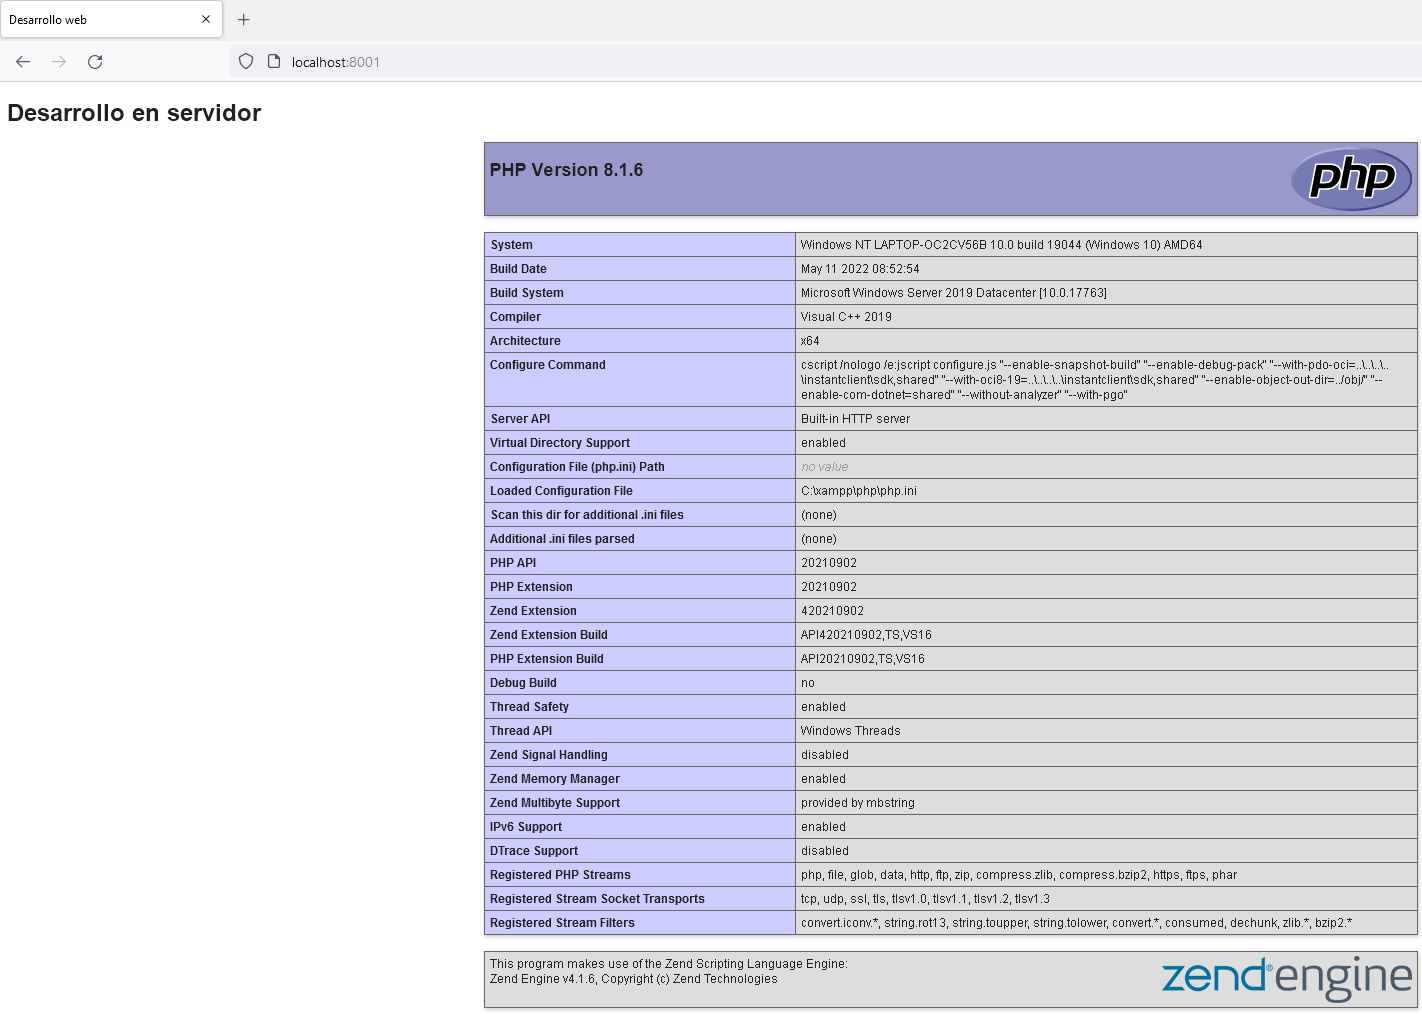 Desarrollo web
localhost:8001
Desarrollo en servidor
PHP Version 8.1.6
php
System Windows NT LAPTOP-OC2CV56B 10.0 build 19044 (Windows 10) AMD64
Build Date May 11 2022 08:52:54
Build System Microsoft Windows Server 2019 Datacenter [10.0.17763]
Compiler Visual C++ 2019
Architecture x64
Configure Command cscript /nologo /e:jscript configure.js "--enable-snapshot-build" "--enable-debug-pack" "--with-pdo-oci=..\..\..\..
\instantclient\sdk,shared" "--with-oci8-19=..\..\..\..\instantclient\sdk,shared" "--enable-object-out-dir=../obj/" "--
enable-com-dotnet=shared" "--without-analyzer" "--with-pgo"
Server API Built-in HTTP server
Virtual Directory Support enabled
Configuration File (php.ini) Path no value
Loaded Configuration File C:\xampp\php\php.ini
Scan this dir for additional .ini files (none)
Additional .ini files parsed (none)
PHP API 20210902
PHP Extension 20210902
Zend Extension 420210902
Zend Extension Build API420210902,TS,VS16
PHP Extension Build API20210902,TS,VS16
Debug Build no
Thread Safety enabled
Thread API Windows Threads
Zend Signal Handling disabled
Zend Memory Manager enabled
Zend Multibyte Support provided by mbstring
IPv6 Support enabled
DTrace Support disabled
Registered PHP Streams php, file, glob, data, http, ftp, zip, compress.zlib, compress.bzip2, https, ftps, phar
Registered Stream Socket Transports tcp, udp, ssl, tls, tlsv1.0, tlsv1.1, tlsv1.2, tlsv1.3
Registered Stream Filters convert.iconv.*, string.rot13, string.toupper, string.tolower, convert.*, consumed, dechunk, zlib.*, bzip2.*
This program makes use of the Zend Scripting Language Engine:
Zend Engine v4.1.6, Copyright (c) Zend Technologies
zend® engine